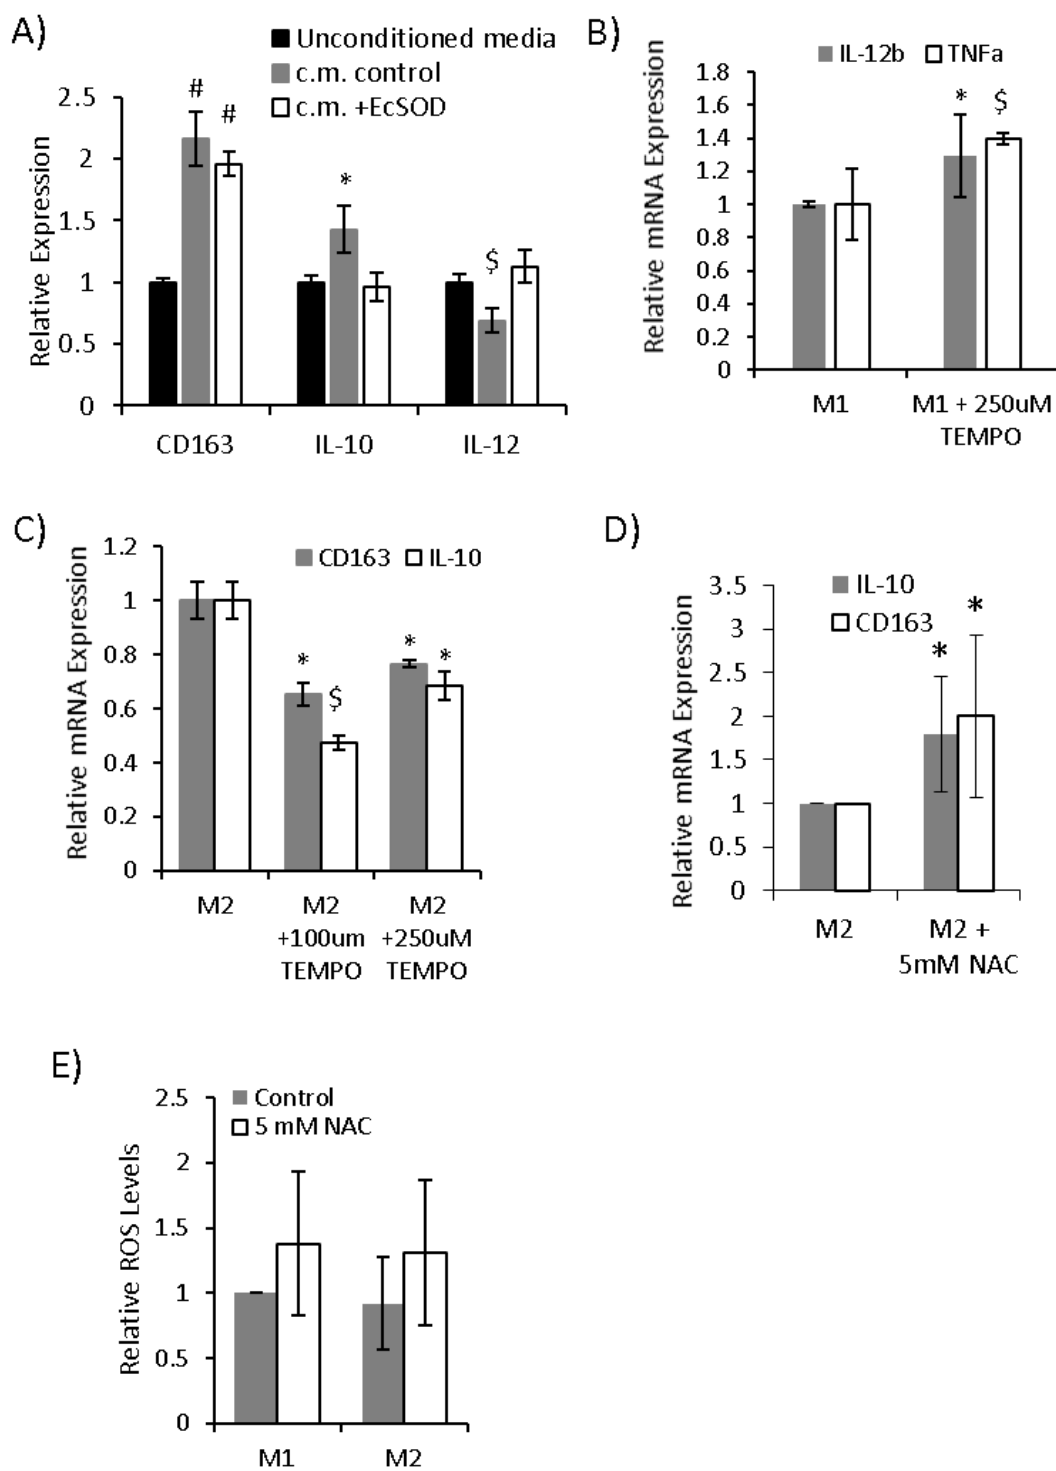 A)
Unconditioned media
c.m. control
c.m. +EcSOD
Relative Expression
2.5
2
1.5
1
0.5
0
# #
*
$
CD163 IL-10 IL-12
B)
IL-12b TNFa
Relative mRNA Expression
1.8
1.6
1.4
1.2
1
0.8
0.6
0.4
0.2
0
* $
M1 M1 + 250uM
TEMPO
C)
CD163 IL-10
Relative mRNA Expression
1.2
1
0.8
0.6
0.4
0.2
0
* $ * *
M2 M2 M2
+100um +250uM
TEMPO TEMPO
D)
IL-10
CD163
Relative mRNA Expression
3.5
3
2.5
2
1.5
1
0.5
0
* *
M2 M2 +
5mM NAC
E)
Control
5 mM NAC
Relative ROS Levels
2.5
2
1.5
1
0.5
0
M1 M2